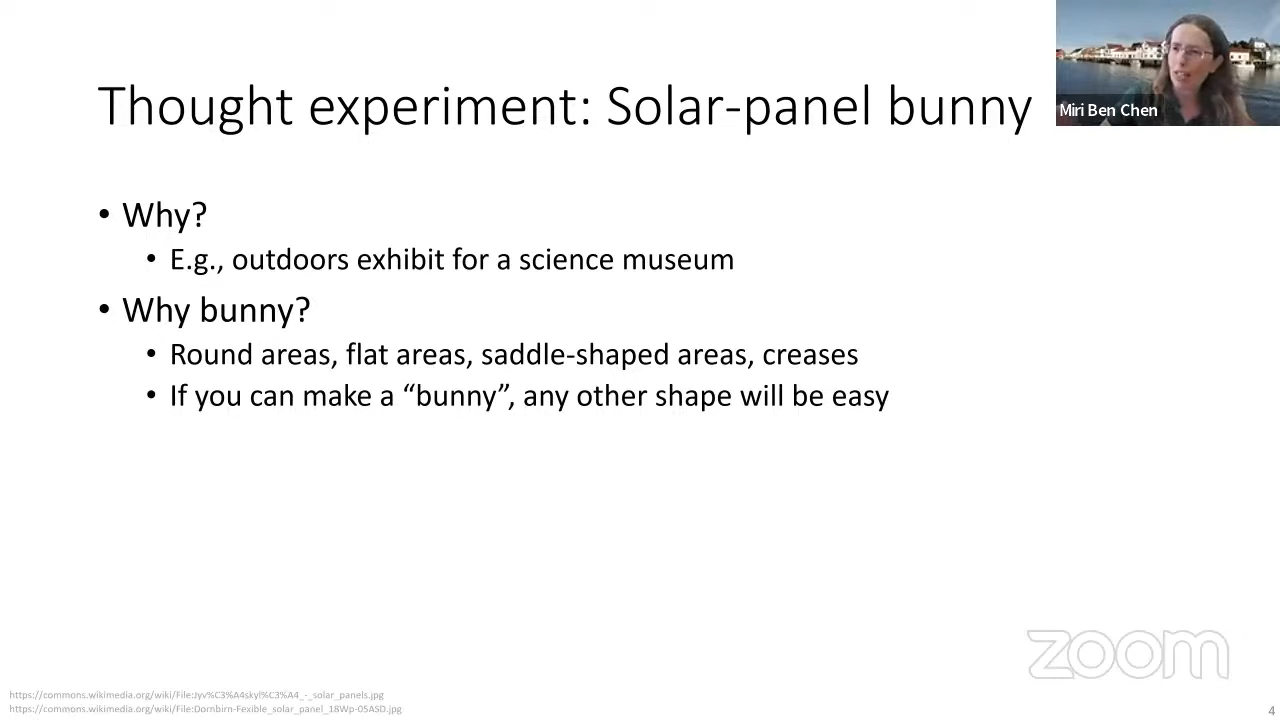 Thought experiment: Solar-panel bunny
Miri Ben Chen
• Why?
• E.g., outdoors exhibit for a science museum
• Why bunny?
• Round areas, flat areas, saddle-shaped areas, creases
• If you can make a “bunny”, any other shape will be easy
zoom
https://commons.wikimedia.org/wiki/File:Jyv%C3%A4skyl%C3%A4_-_solar_panels.jpg
https://commons.wikimedia.org/wiki/File:Dornbirn-Fexible_solar_panel_18Wp-05ASD.jpg
4